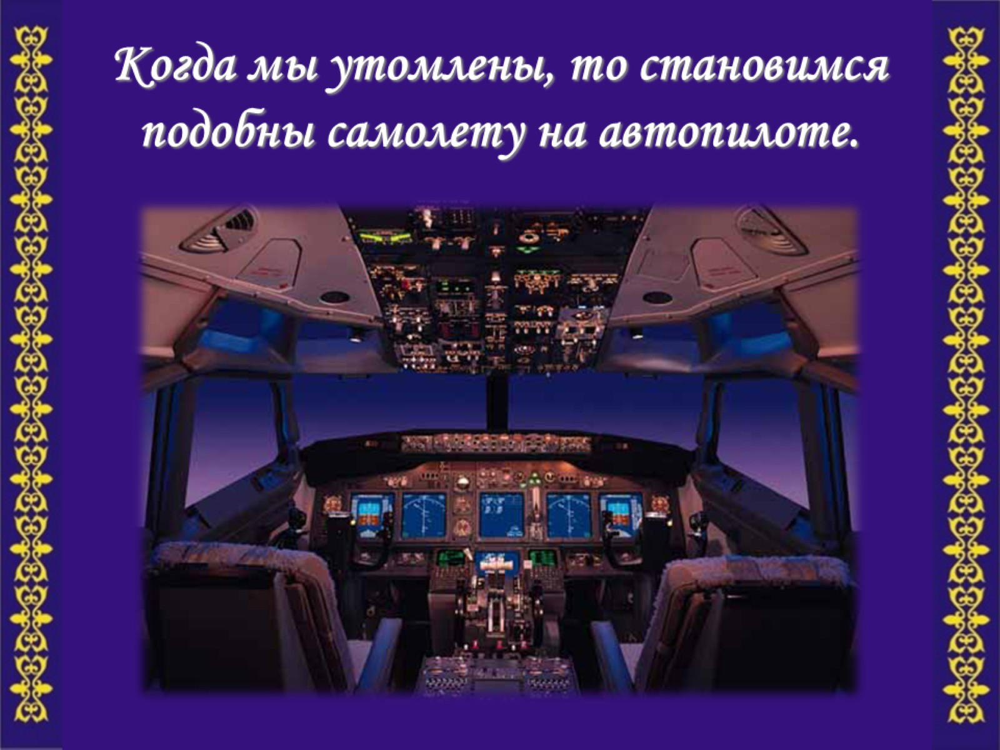 Когда мы утомлены, то становимся
подобны самолету на автопилоте.